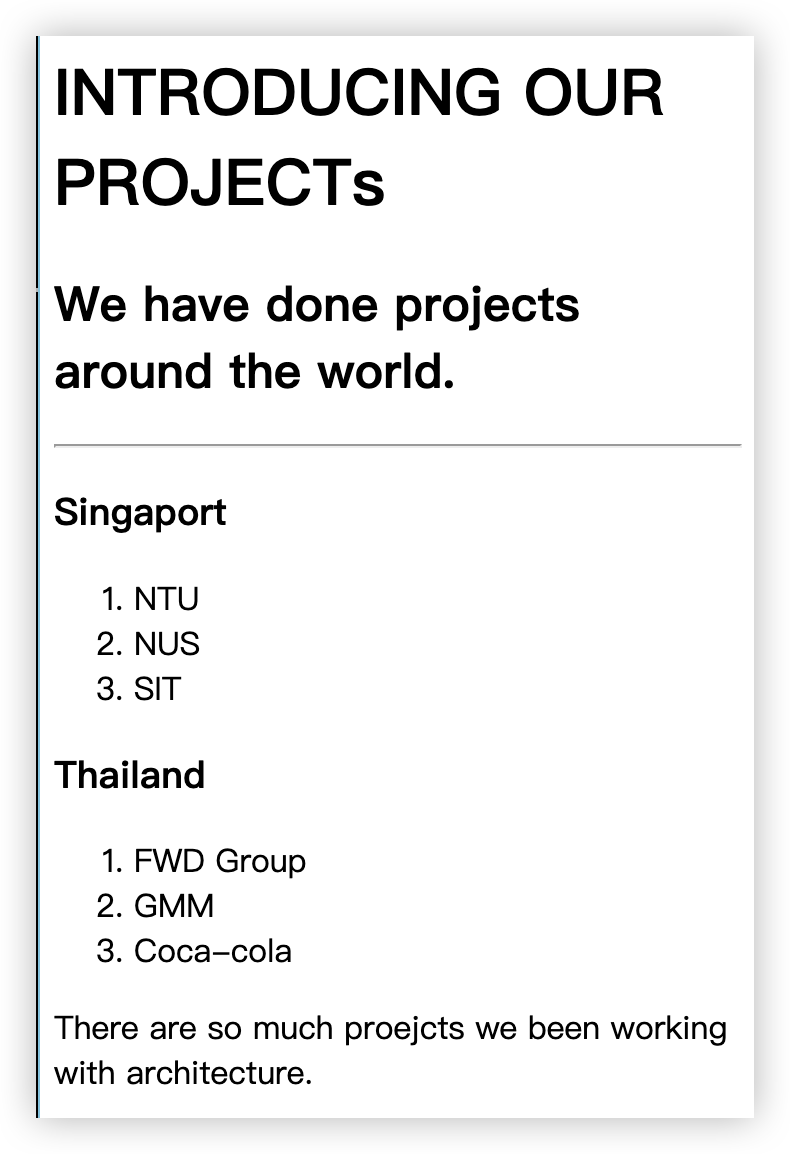 INTRODUCING OUR
PROJECTs
We have done projects
around the world.
Singaport
1. NTU
2. NUS
3. SIT
Thailand
1. FWD Group
2. GMM
3. Coca-cola
There are so much proejcts we been working
with architecture.